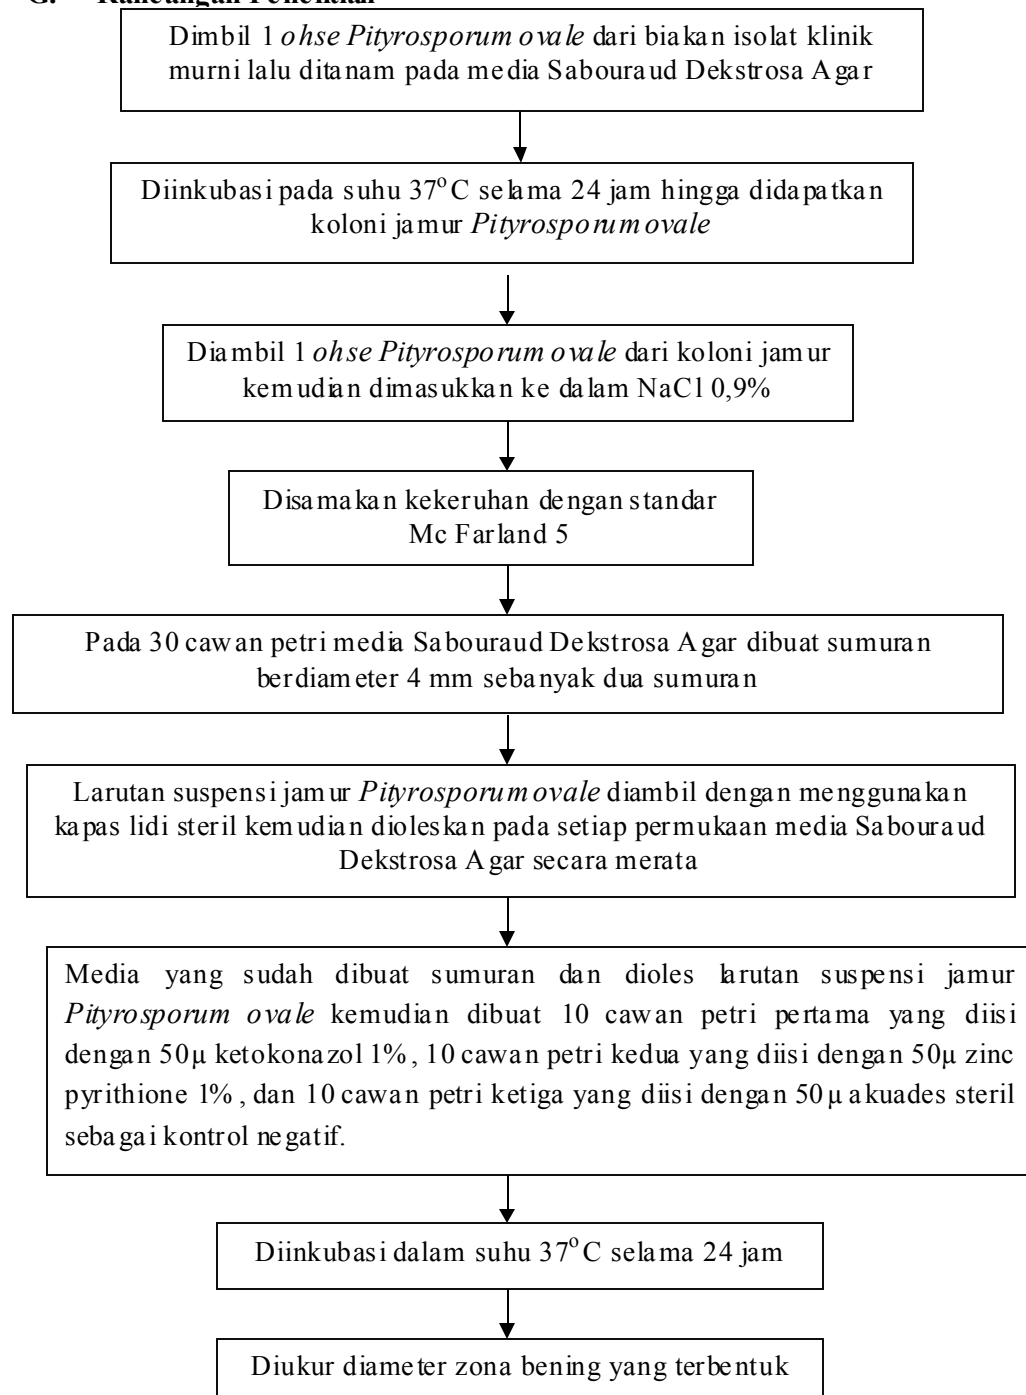 G. Rancangan Penelitian
Dimbil 1 ohse Pityrosporum ovale dari biakan isolat klinik
murni lalu ditanam pada media Sabouraud Dekstrosa Agar
Diinkubasi pada suhu 37°C selama 24 jam hingga didapatkan
koloni jamur Pityrosporum ovale
Diambil 1 ohse Pityrosporum ovale dari koloni jamur
kemudian dimasukkan ke dalam NaCl 0,9%
Disamakan kekeruhan dengan standar
Mc Farland 5
Pada 30 cawan petri media Sabouraud Dekstrosa Agar dibuat sumuran
berdiameter 4 mm sebanyak dua sumuran
Larutan suspensi jamur Pityrosporum ovale diambil dengan menggunakan
kapas lidi steril kemudian dioleskan pada setiap permukaan media Sabouraud
Dekstrosa Agar secara merata
Media yang sudah dibuat sumuran dan dioles larutan suspensi jamur
Pityrosporum ovale kemudian dibuat 10 cawan petri pertama yang diisi
dengan 50µ ketokonazol 1%, 10 cawan petri kedua yang diisi dengan 50µ zinc
pyrithione 1%, dan 10 cawan petri ketiga yang diisi dengan 50µ akuades steril
sebagai kontrol negatif.
Diinkubasi dalam suhu 37°C selama 24 jam
Diukur diameter zona bening yang terbentuk